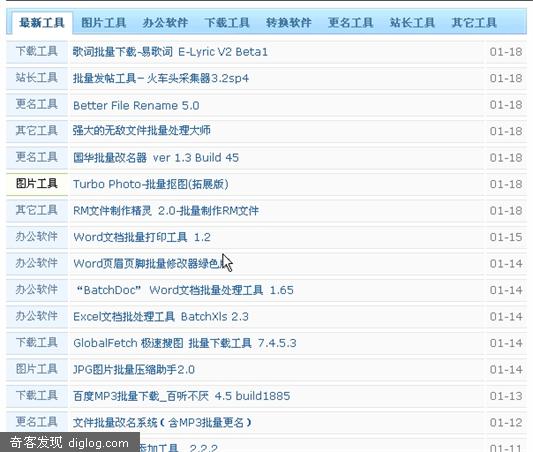 最新工具 图片工具 办公软件 下载工具 转换软件 更名工具 站长工具 其它工具
下载工具 歌词批量下载-易歌词 E-Lyric V2 Beta1 01-18
站长工具 批量发帖工具－火车头采集器3.2sp4 01-18
更名工具 Better File Rename 5.0 01-18
其它工具 强大的无敌文件批量处理大师 01-18
更名工具 国华批量改名器 ver 1.3 Build 45 01-18
图片工具 Turbo Photo-批量抠图(拓展版) 01-18
其它工具 RM文件制作精灵 2.0-批量制作RM文件 01-18
办公软件 Word文档批量打印工具 1.2 01-15
办公软件 Word页眉页脚批量修改器绿色 01-14
办公软件 “BatchDoc” Word文档批量处理工具 1.65 01-14
办公软件 Excel文档批处理工具 BatchXls 2.3 01-14
下载工具 GlobalFetch 极速搜图 批量下载工具 7.4.5.3 01-14
图片工具 JPG图片批量压缩助手2.0 01-14
下载工具 百度MP3批量下载_百听不厌 4.5 build1885 01-13
更名工具 文件批量改名系统（含MP3批量更名） 01-12
添加工具 2.2.2 01-11
奇客发现 diglog.com